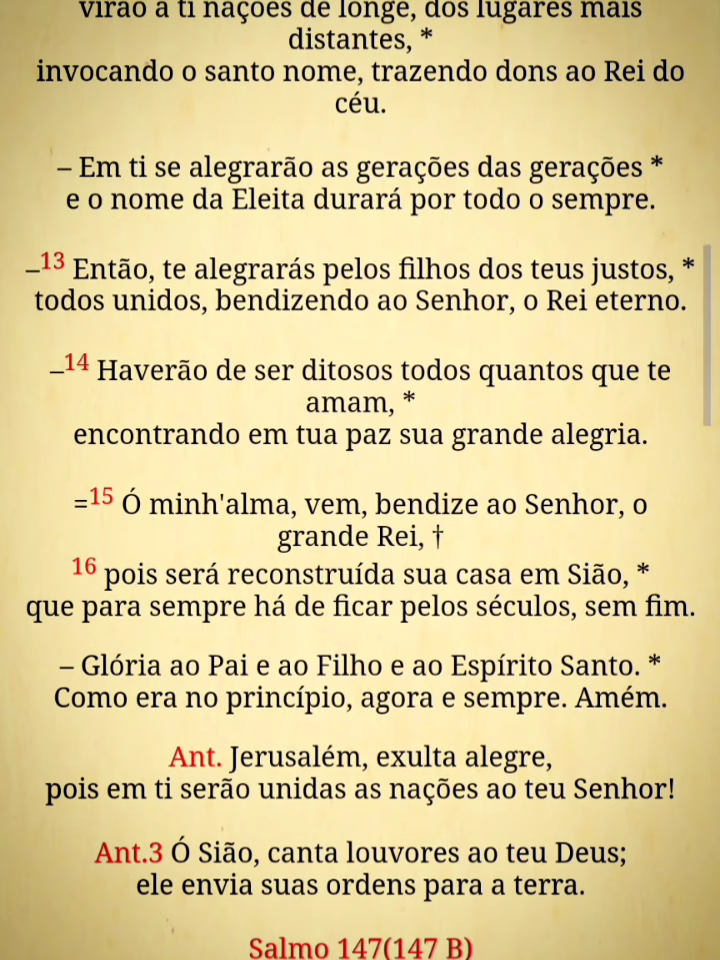 virão a ti nações de longe, dos lugares mais
distantes, *
invocando o santo nome, trazendo dons ao Rei do
céu.
– Em ti se alegrarão as gerações das gerações *
e o nome da Eleita durará por todo o sempre.
–13 Então, te alegrarás pelos filhos dos teus justos, *
todos unidos, bendizendo ao Senhor, o Rei eterno.
–14 Haverão de ser ditosos todos quantos que te
amam, *
encontrando em tua paz sua grande alegria.
=15 Ó minh'alma, vem, bendize ao Senhor, o
grande Rei, †
16 pois será reconstruída sua casa em Sião, *
que para sempre há de ficar pelos séculos, sem fim.
– Glória ao Pai e ao Filho e ao Espírito Santo. *
Como era no princípio, agora e sempre. Amém.
Ant. Jerusalém, exulta alegre,
pois em ti serão unidas as nações ao teu Senhor!
Ant.3 Ó Sião, canta louvores ao teu Deus;
ele envia suas ordens para a terra.
Salmo 147(147 B)